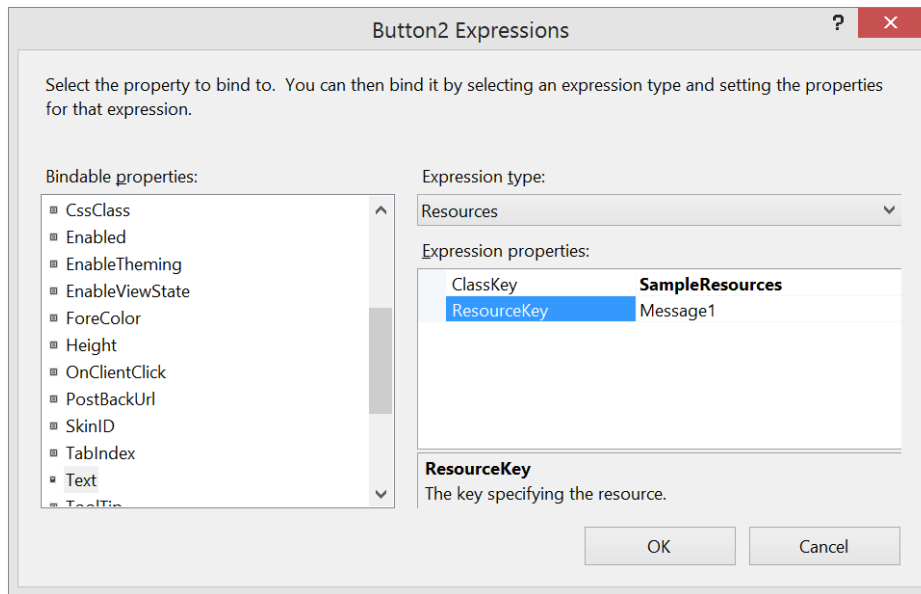 Button2 Expressions
?
Select the property to bind to. You can then bind it by selecting an expression type and setting the properties
for that expression.
Bindable properties:
CssClass
Enabled
EnableTheming
EnableViewState
ForeColor
Height
OnClientClick
PostBackUrl
SkinID
TabIndex
Text
ToolTip
Expression type:
Resources
Expression properties:
ClassKey SampleResources
ResourceKey Message1
ResourceKey
The key specifying the resource.
OK Cancel